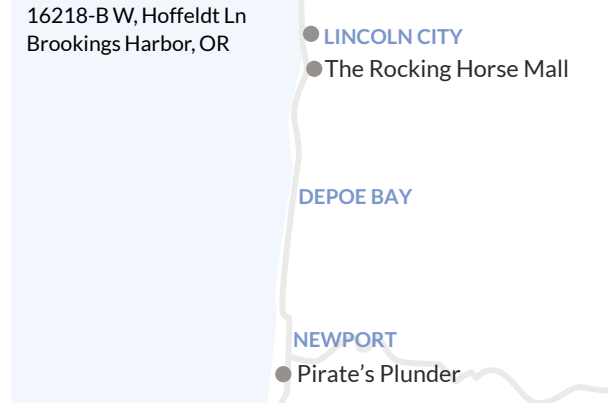 16218-B W, Hoffeldt Ln
Brookings Harbor, OR
LINCOLN CITY
The Rocking Horse Mall
DEPOE BAY
NEWPORT
Pirate’s Plunder